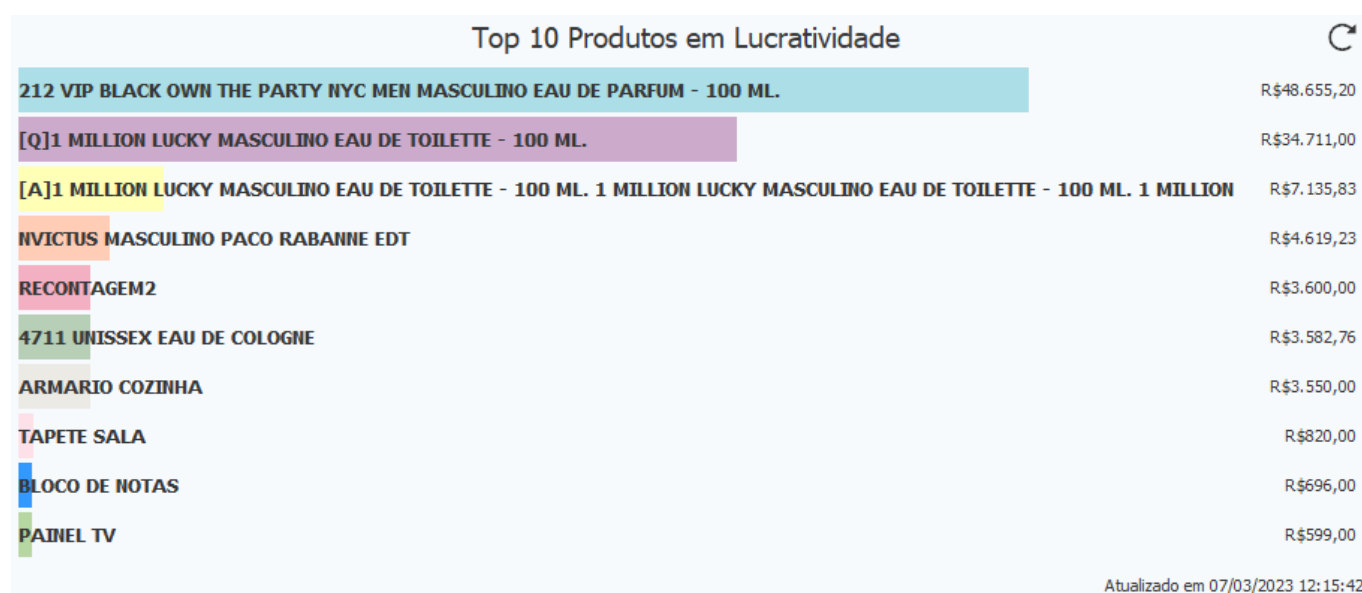 Top 10 Produtos em Lucratividade
212 VIP BLACK OWN THE PARTY NYC MEN MASCULINO EAU DE PARFUM - 100 ML. R$48.655,20
[Q]1 MILLION LUCKY MASCULINO EAU DE TOILETTE - 100 ML. R$34.711,00
[A]1 MILLION LUCKY MASCULINO EAU DE TOILETTE - 100 ML. 1 MILLION LUCKY MASCULINO EAU DE TOILETTE - 100 ML. 1 MILLION R$7.135,83
NVICTUS MASCULINO PACO RABANNE EDT R$4.619,23
RECONTAGEM2 R$3.600,00
4711 UNISSEX EAU DE COLOGNE R$3.582,76
ARMARIO COZINHA R$3.550,00
TAPETE SALA R$820,00
BLOCO DE NOTAS R$696,00
PAINEL TV R$599,00
Atualizado em 07/03/2023 12:15:42